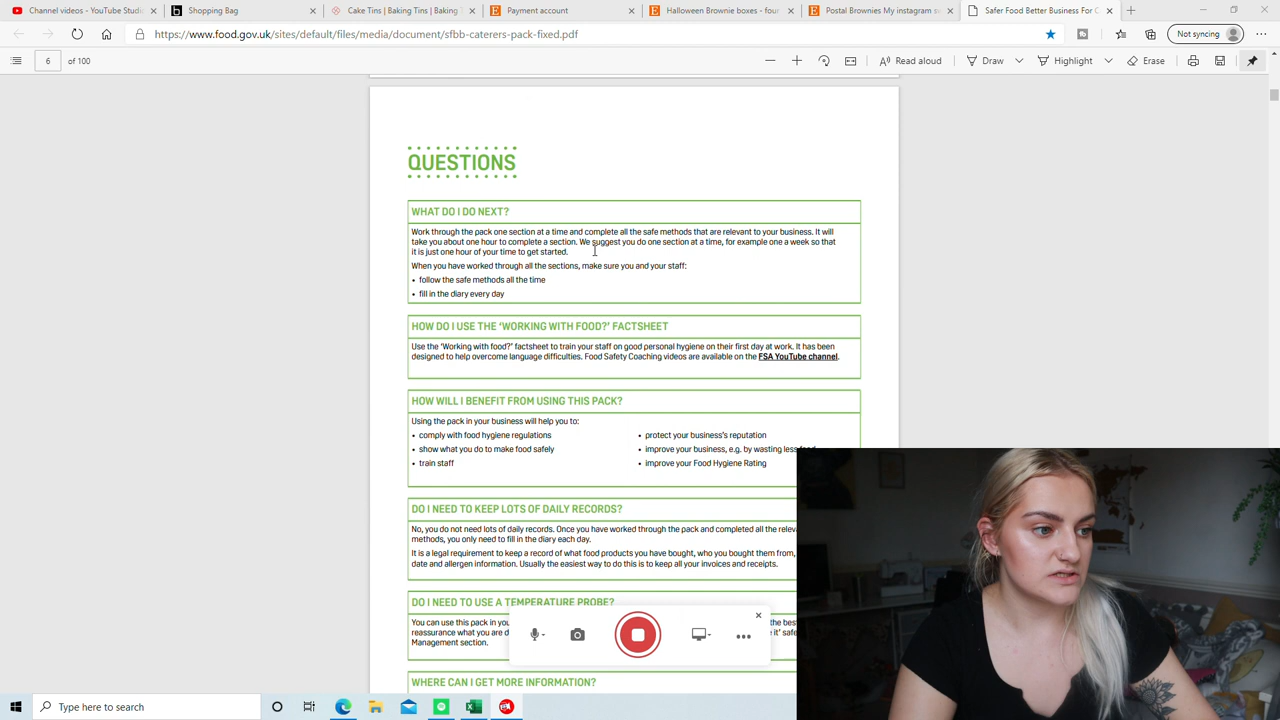 Channel videos - YouTube Studi
Shopping Bag
Cake Tins | Baking Tins | Baking
Payment account
Halloween Brownie boxes - four
Postal Brownies My instagram s
Safer Food Better Business For C
https://www.food.gov.uk/sites/default/files/media/document/sfbb-caterers-pack-fixed.pdf
Not syncing
6 of 100
Read aloud
Draw
Highlight
Erase
QUESTIONS
WHAT DO I DO NEXT?
Work through the pack one section at a time and complete all the safe methods that are relevant to your business. It will
take you about one hour to complete a section. We suggest you do one section at a time, for example one a week so that
it is just one hour of your time to get started.
When you have worked through all the sections, make sure you and your staff:
• follow the safe methods all the time
• fill in the diary every day
HOW DO I USE THE ‘WORKING WITH FOOD?’ FACTSHEET
Use the ‘Working with food?’ factsheet to train your staff on good personal hygiene on their first day at work. It has been
designed to help overcome language difficulties. Food Safety Coaching videos are available on the FSA YouTube channel.
HOW WILL I BENEFIT FROM USING THIS PACK?
Using the pack in your business will help you to:
• comply with food hygiene regulations
• show what you do to make food safely
• train staff
• protect your business's reputation
• improve your business, e.g. by wasting less food
• improve your Food Hygiene Rating
DO I NEED TO KEEP LOTS OF DAILY RECORDS?
No, you do not need lots of daily records. Once you have worked through the pack and completed all the releva
methods, you only need to fill in the diary each day.
It is a legal requirement to keep a record of what food products you have bought, who you bought them from,
date and allergen information. Usually the easiest way to do this is to keep all your invoices and receipts.
DO I NEED TO USE A TEMPERATURE PROBE?
You can use this pack in you
the best
reassurance what you are d
e it' safe
Management section.
WHERE CAN I GET MORE INFORMATION?
Type here to search